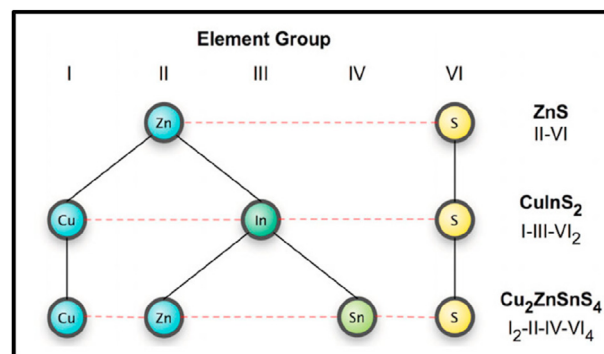 Element Group
I II III IV VI
Zn S ZnS
II-VI
Cu In S CuInS₂
I-III-VI₂
Cu Zn Sn S Cu₂ZnSnS₄
I₂-II-IV-VI₄